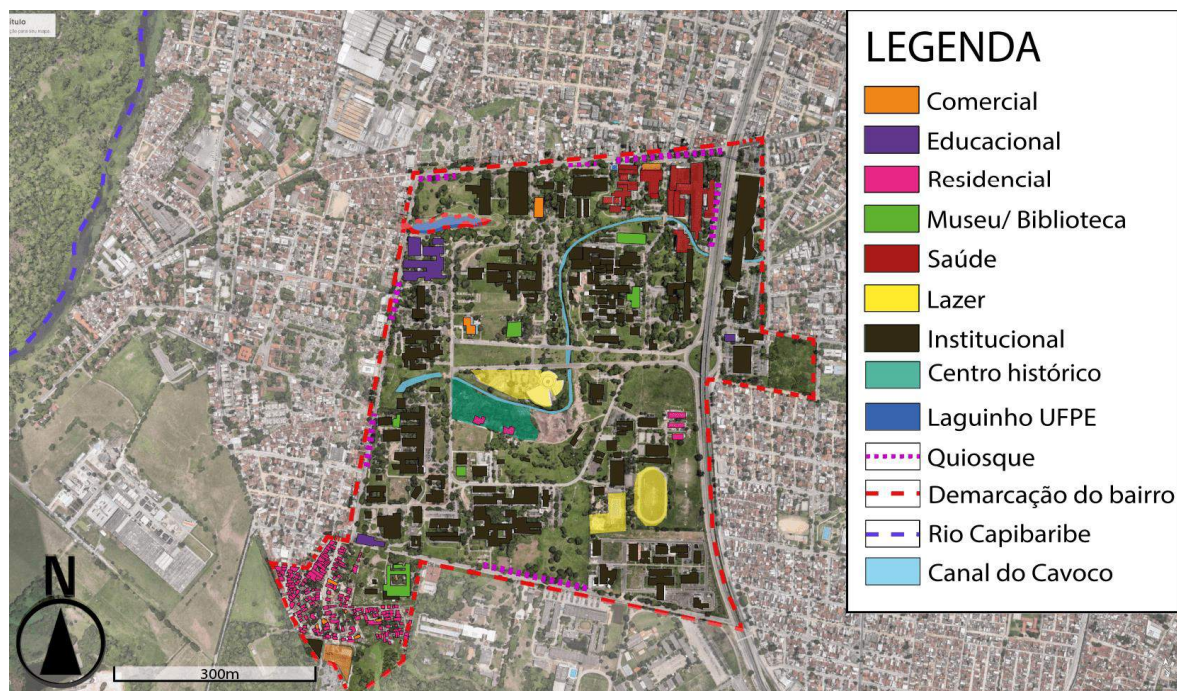 LEGENDA
Comercial
Educacional
Residencial
Museu/ Biblioteca
Saúde
Lazer
Institucional
Centro histórico
Laguinho UFPE
Quiosque
Demarcação do bairro
Rio Capibaribe
Canal do Cavoco
N
300m